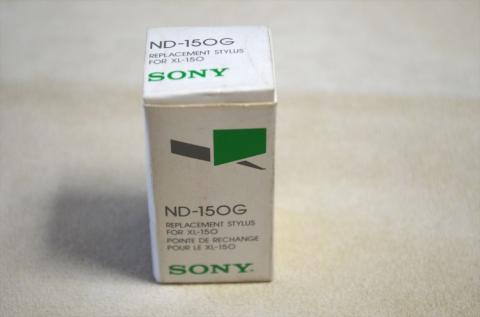 ND-150G
REPLACEMENT STYLUS
FOR XL-150
SONY
ND-150G
REPLACEMENT STYLUS
FOR XL-150
POINTE DE RECHANGE
POUR LE XL-150
SONY.